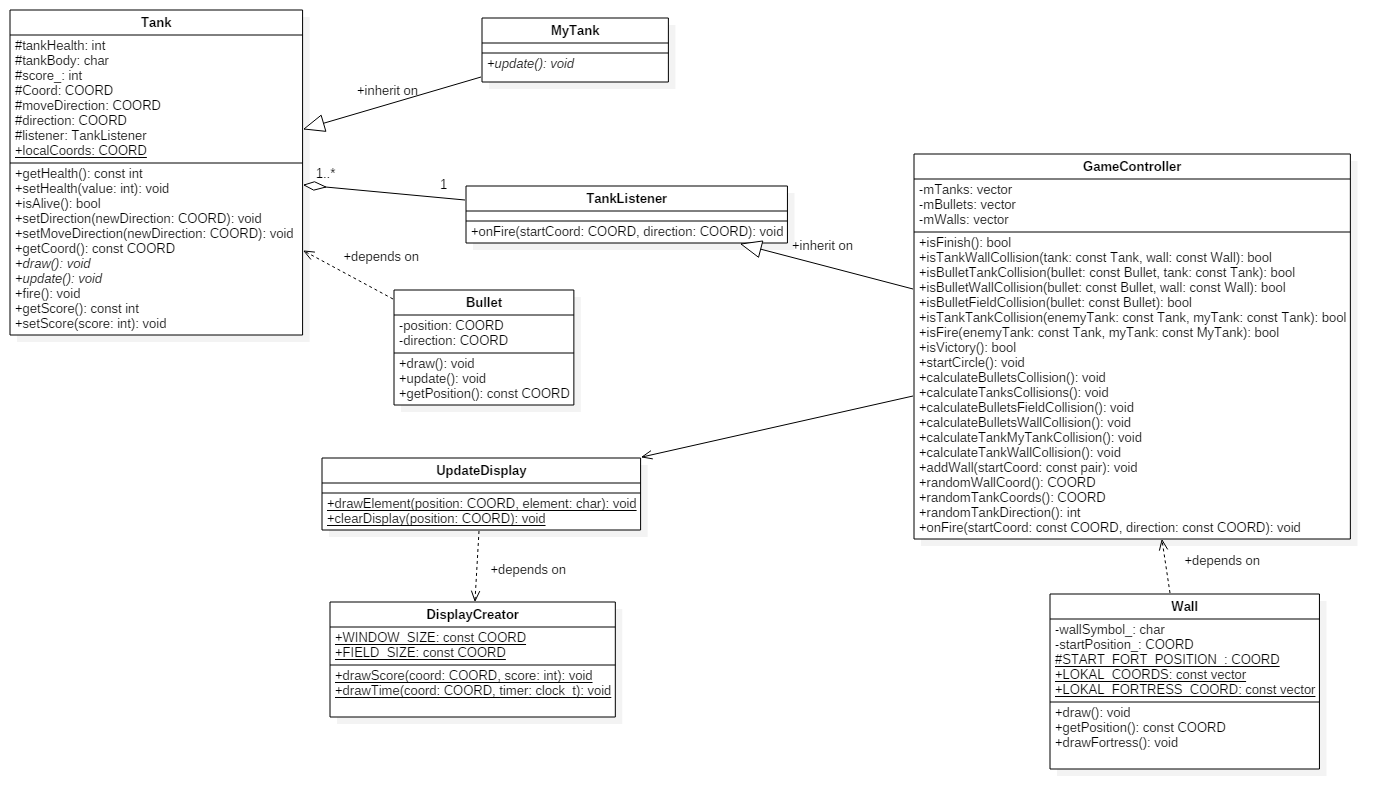 Tank
#tankHealth: int
#tankBody: char
#score_: int
#Coord: COORD
#moveDirection: COORD
#direction: COORD
#listener: TankListener
+localCoords: COORD
+getHealth(): const int
+setHealth(value: int): void
+isAlive(): bool
+setDirection(newDirection: COORD): void
+setMoveDirection(newDirection: COORD): void
+getCoord(): const COORD
+draw(): void
+update(): void
+fire(): void
+getScore(): const int
+setScore(score: int): void
MyTank
+update(): void
+inherit on
1..*
1
TankListener
+onFire(startCoord: COORD, direction: COORD): void
+inherit on
+depends on
Bullet
-position: COORD
-direction: COORD
+draw(): void
+update(): void
+getPosition(): const COORD
GameController
-mTanks: vector
-mBullets: vector
-mWalls: vector
+isFinish(): bool
+isTankWallCollision(tank: const Tank, wall: const Wall): bool
+isBulletTankCollision(bullet: const Bullet, tank: const Tank): bool
+isBulletWallCollision(bullet: const Bullet, wall: const Wall): bool
+isBulletFieldCollision(bullet: const Bullet): bool
+isTankTankCollision(enemyTank: const Tank, myTank: const Tank): bool
+isFire(enemyTank: const Tank, myTank: const MyTank): bool
+isVictory(): bool
+startCircle(): void
+calculateBulletsCollision(): void
+calculateTanksCollisions(): void
+calculateBulletsFieldCollision(): void
+calculateBulletsWallCollision(): void
+calculateTankMyTankCollision(): void
+calculateTankWallCollision(): void
+addWall(startCoord: const pair): void
+randomWallCoord(): COORD
+randomTankCoords(): COORD
+randomTankDirection(): int
+onFire(startCoord: const COORD, direction: const COORD): void
UpdateDisplay
+drawElement(position: COORD, element: char): void
+clearDisplay(position: COORD): void
+depends on
DisplayCreator
+WINDOW_SIZE: const COORD
+FIELD_SIZE: const COORD
+drawScore(coord: COORD, score: int): void
+drawTime(coord: COORD, timer: clock_t): void
+depends on
Wall
-wallSymbol_: char
-startPosition_: COORD
#START_FORT_POSITION_: COORD
+LOKAL_COORDS: const vector
+LOKAL_FORTRESS_COORD: const vector
+draw(): void
+getPosition(): const COORD
+drawFortress(): void